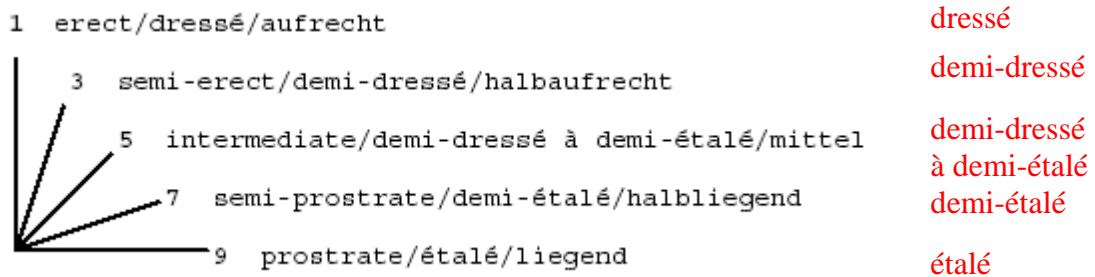 1 erect/dressé/aufrecht
dressé
3 semi-erect/demi-dressé/halbaufrecht
demi-dressé
5 intermediate/demi-dressé à demi-étalé/mittel
demi-dressé
à demi-étalé
7 semi-prostrate/demi-étalé/halbliegend
demi-étalé
9 prostrate/étalé/liegend
étalé